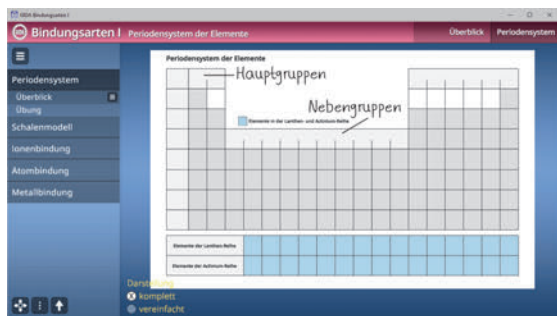 Bindungsarten I
Bindungsarten I Periodensystem der Elemente Überblick Periodensystem
Periodensystem
Überblick
Übung
Schalenmodell
Ionenbindung
Atombindung
Metallbindung
Periodensystem der Elemente
Hauptgruppen
Nebengruppen
Elemente in der Lanthan- und Actinium-Reihe
Elemente der Lanthan-Reihe
Elemente der Actinium-Reihe
Darstellung
komplett
vereinfacht